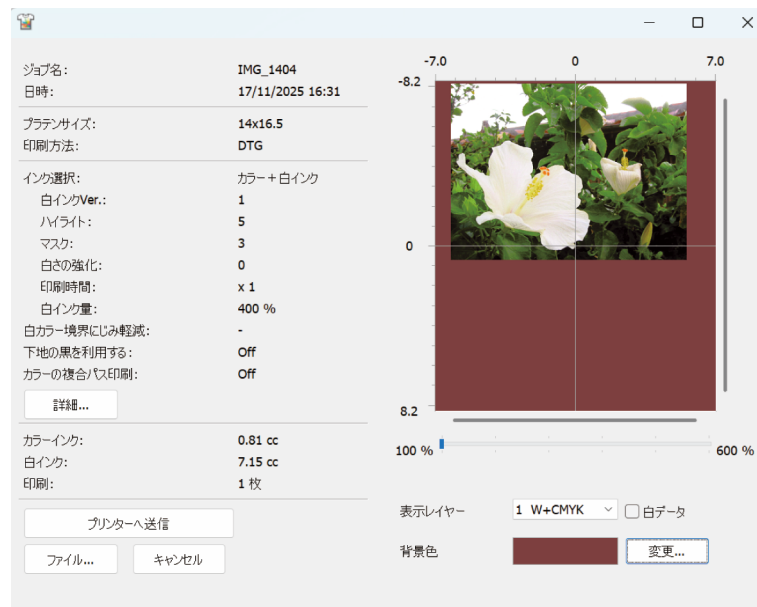 ジョブ名: IMG_1404
日時: 17/11/2025 16:31
プラテンサイズ: 14x16.5
印刷方法: DTG
インク選択: カラー+白インク
白インクVer.: 1
ハイライト: 5
マスク: 3
白さの強化: 0
印刷時間: x 1
白インク量: 400 %
白カラー境界にじみ軽減: -
下地の黒を利用する: Off
カラーの複合パス印刷: Off
詳細...
カラーインク: 0.81 cc
白インク: 7.15 cc
印刷: 1 枚
プリンターへ送信
ファイル... キャンセル
-7.0 0 7.0
-8.2
0
8.2
100 % 600 %
表示レイヤー 1 W+CMYK 白データ
背景色 変更...